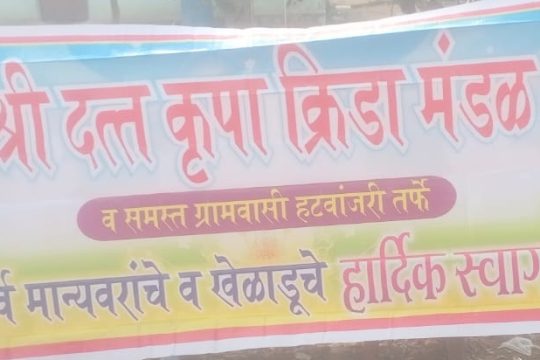 श्री दत्त कृपा क्रिडा मंडळ
व समस्त ग्रामवासी हटवांजरी तर्फे
मान्यवरांचे व खेळाडूचे हार्दिक